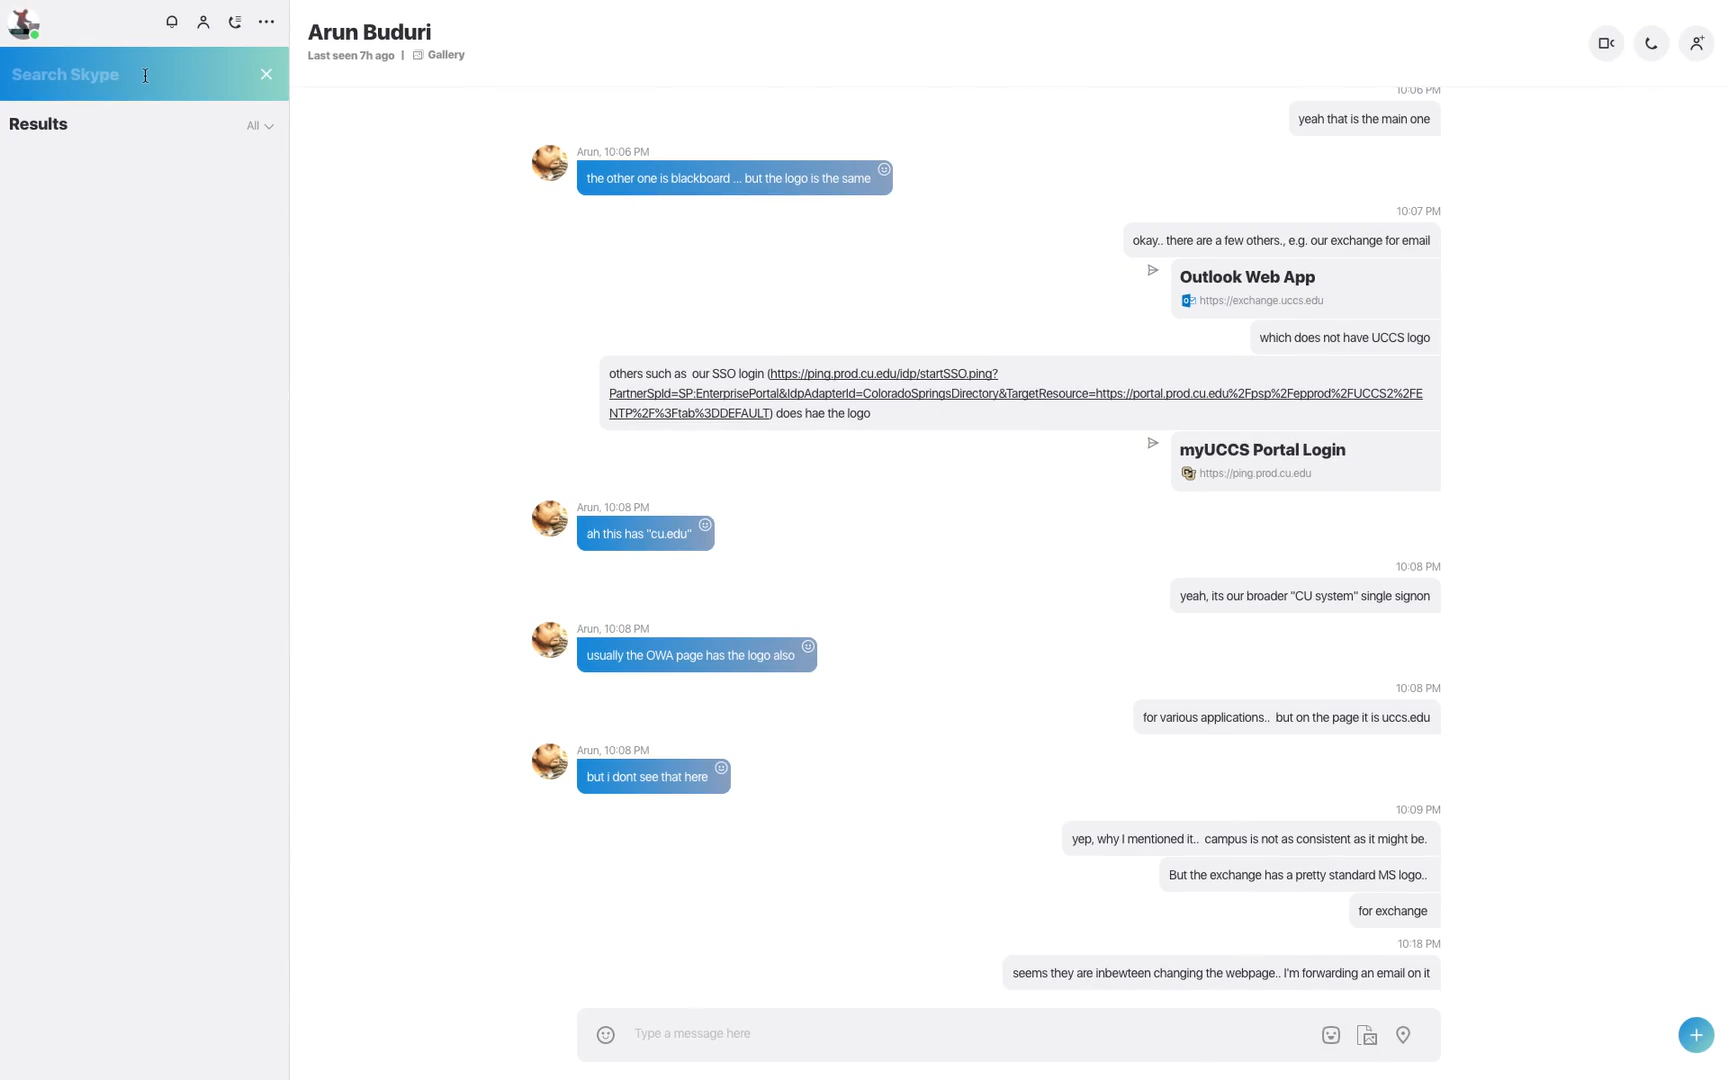 Search Skype
Results
All
Arun Buduri
Last seen 7h ago | Gallery
10:06 PM
yeah that is the main one
Arun, 10:06 PM
the other one is blackboard ... but the logo is the same
10:07 PM
okay.. there are a few others., e.g. our exchange for email
Outlook Web App
https://exchange.uccs.edu
which does not have UCCS logo
others such as  our SSO login (https://ping.prod.cu.edu/idp/startSSO.ping?
PartnerSpId=SP:EnterprisePortal&IdpAdapterId=ColoradoSpringsDirectory&TargetResource=https://portal.prod.cu.edu%2Fpsp%2Fepprod%2FUCCS2%2FE
NTP%2F%3Ftab%3DDEFAULT) does hae the logo
myUCCS Portal Login
https://ping.prod.cu.edu
Arun, 10:08 PM
ah this has "cu.edu"
10:08 PM
yeah, its our broader "CU system" single signon
Arun, 10:08 PM
usually the OWA page has the logo also
10:08 PM
for various applications..  but on the page it is uccs.edu
Arun, 10:08 PM
but i dont see that here
10:09 PM
yep, why I mentioned it..  campus is not as consistent as it might be.
But the exchange has a pretty standard MS logo..
for exchange
10:18 PM
seems they are inbewteen changing the webpage.. I'm forwarding an email on it
Type a message here